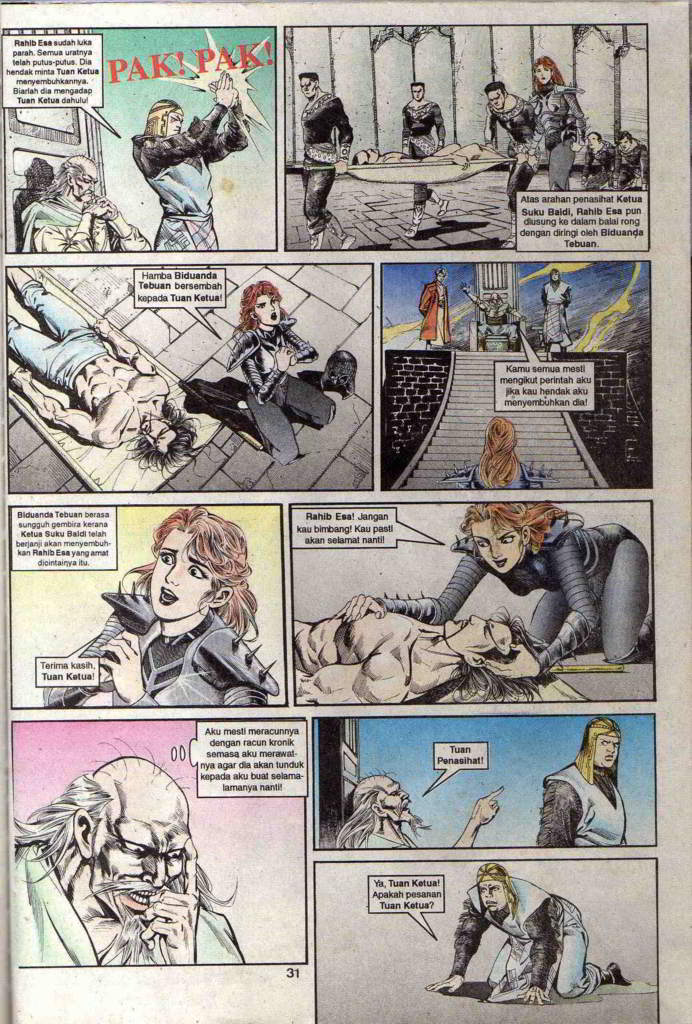 Rahib Esa sudah luka
parah. Semua uratnya
telah putus-putus. Dia
hendak minta Tuan Ketua
menyembuhkannya.
Biarlah dia mengadap
Tuan Ketua dahulu!
PAK! PAK!
Atas arahan penasihat Ketua
Suku Baldi, Rahib Esa pun
diusung ke dalam balai rong
dengan diringi oleh Biduanda
Tebuan.
Hamba Biduanda
Tebuan bersembah
kepada Tuan Ketua!
Kamu semua mesti
mengikut perintah aku
jika kau hendak aku
menyembuhkan dia!
Biduanda Tebuan berasa
sungguh gembira kerana
Ketua Suku Baldi telah
berjanji akan menyembuh-
kan Rahib Esa yang amat
dicintainya itu.
Terima kasih,
Tuan Ketua!
Rahib Esa! Jangan
kau bimbang! Kau pasti
akan selamat nanti!
Aku mesti meracunnya
dengan racun kronik
semasa aku merawat-
nya agar dia akan tunduk
kepada aku buat selama-
lamanya nanti!
Tuan
Penasihat!
Ya, Tuan Ketua!
Apakah pesanan
Tuan Ketua?
31